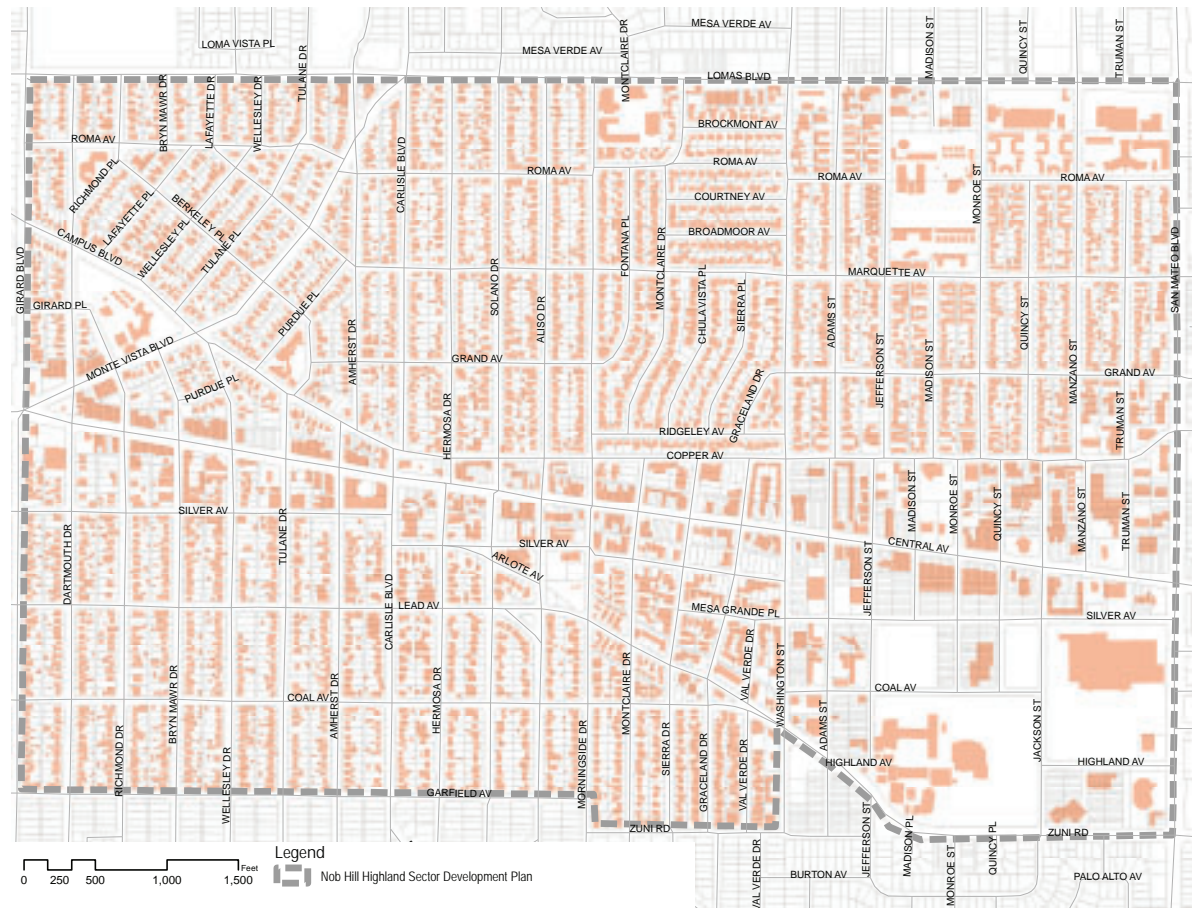 MESA VERDE AV
MONTCLAIRE DR
MADISON ST
QUINCY ST
TRUMAN ST
LOMA VISTA PL
TULANE DR
MESA VERDE AV
LOMAS BLVD
BRYN MAWR DR
LAFAYETTE DR
WELLESLEY DR
BROCKMONT AV
ROMA AV
CARLISLE BLVD
ROMA AV
ROMA AV
ROMA AV
ROMA AV
MONROE ST
RICHMOND PL
LAFAYETTE PL
BERKELEY PL
WELLESLEY PL
TULANE PL
COURTNEY AV
BROADMOOR AV
CAMPUS BLVD
GIRARD BLVD
FONTANA PL
MONTCLAIRE DR
SAN MATEO BLVD
MARQUETTE AV
SOLANO DR
ALISO DR
CHULA VISTA PL
SIERRA PL
ADAMS ST
QUINCY ST
GIRARD PL
PURDUE PL
AMHERST DR
JEFFERSON ST
MADISON ST
MANZANO ST
MONTE VISTA BLVD
GRAND AV
GRAND AV
PURDUE PL
HERMOSA DR
GRACELAND DR
TRUMAN ST
RIDGELEY AV
COPPER AV
MADISON ST
MONROE ST
QUINCY ST
MANZANO ST
TRUMAN ST
SILVER AV
TULANE DR
DARTMOUTH DR
SILVER AV
CENTRAL AV
JEFFERSON ST
ARLOTE AV
CARLISLE BLVD
LEAD AV
MESA GRANDE PL
SILVER AV
VAL VERDE DR
WASHINGTON ST
BRYN MAWR DR
COAL AV
AMHERST DR
HERMOSA DR
MONTCLAIRE DR
COAL AV
ADAMS ST
JACKSON ST
RICHMOND DR
WELLESLEY DR
MORNINGSIDE DR
SIERRA DR
GRACELAND DR
VAL VERDE DR
HIGHLAND AV
HIGHLAND AV
GARFIELD AV
ZUNI RD
JEFFERSON ST
MADISON PL
MONROE ST
QUINCY PL
ZUNI RD
VAL VERDE DR
BURTON AV
PALO ALTO AV
Legend
Feet
0 250 500 1,000 1,500
Nob Hill Highland Sector Development Plan